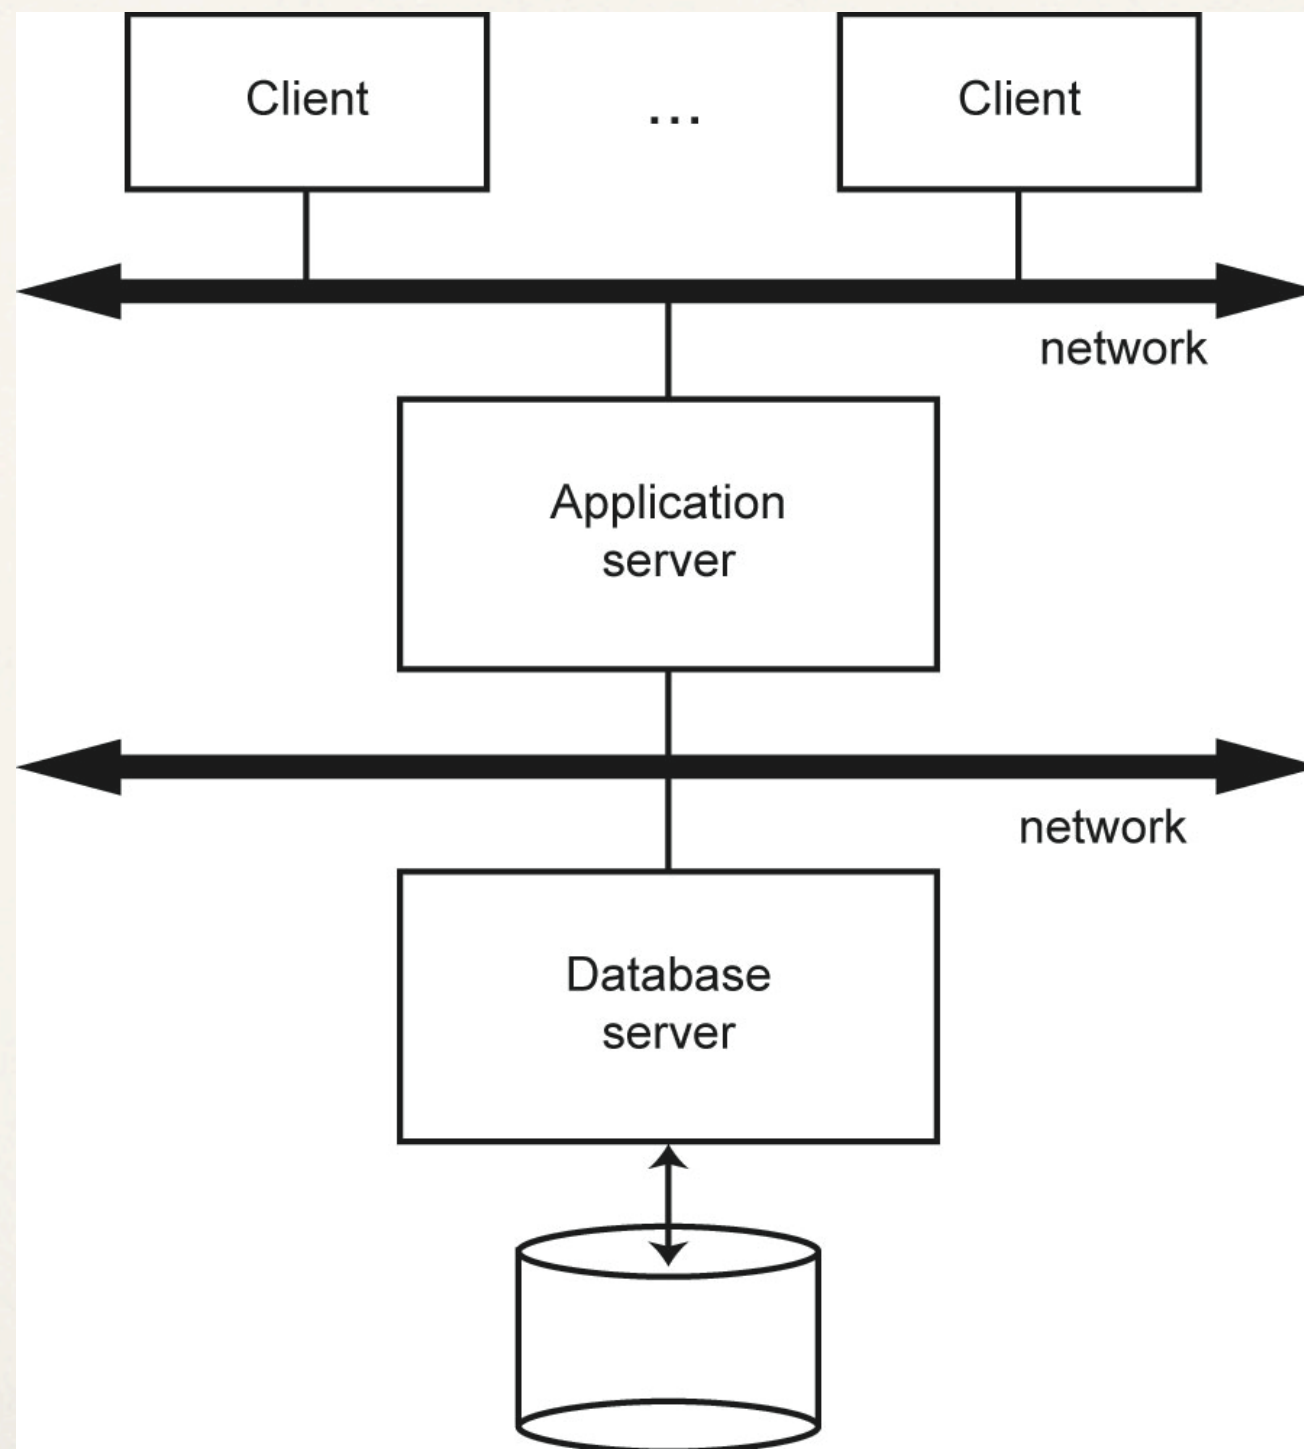 Client
...
Client
network
Application
server
network
Database
server